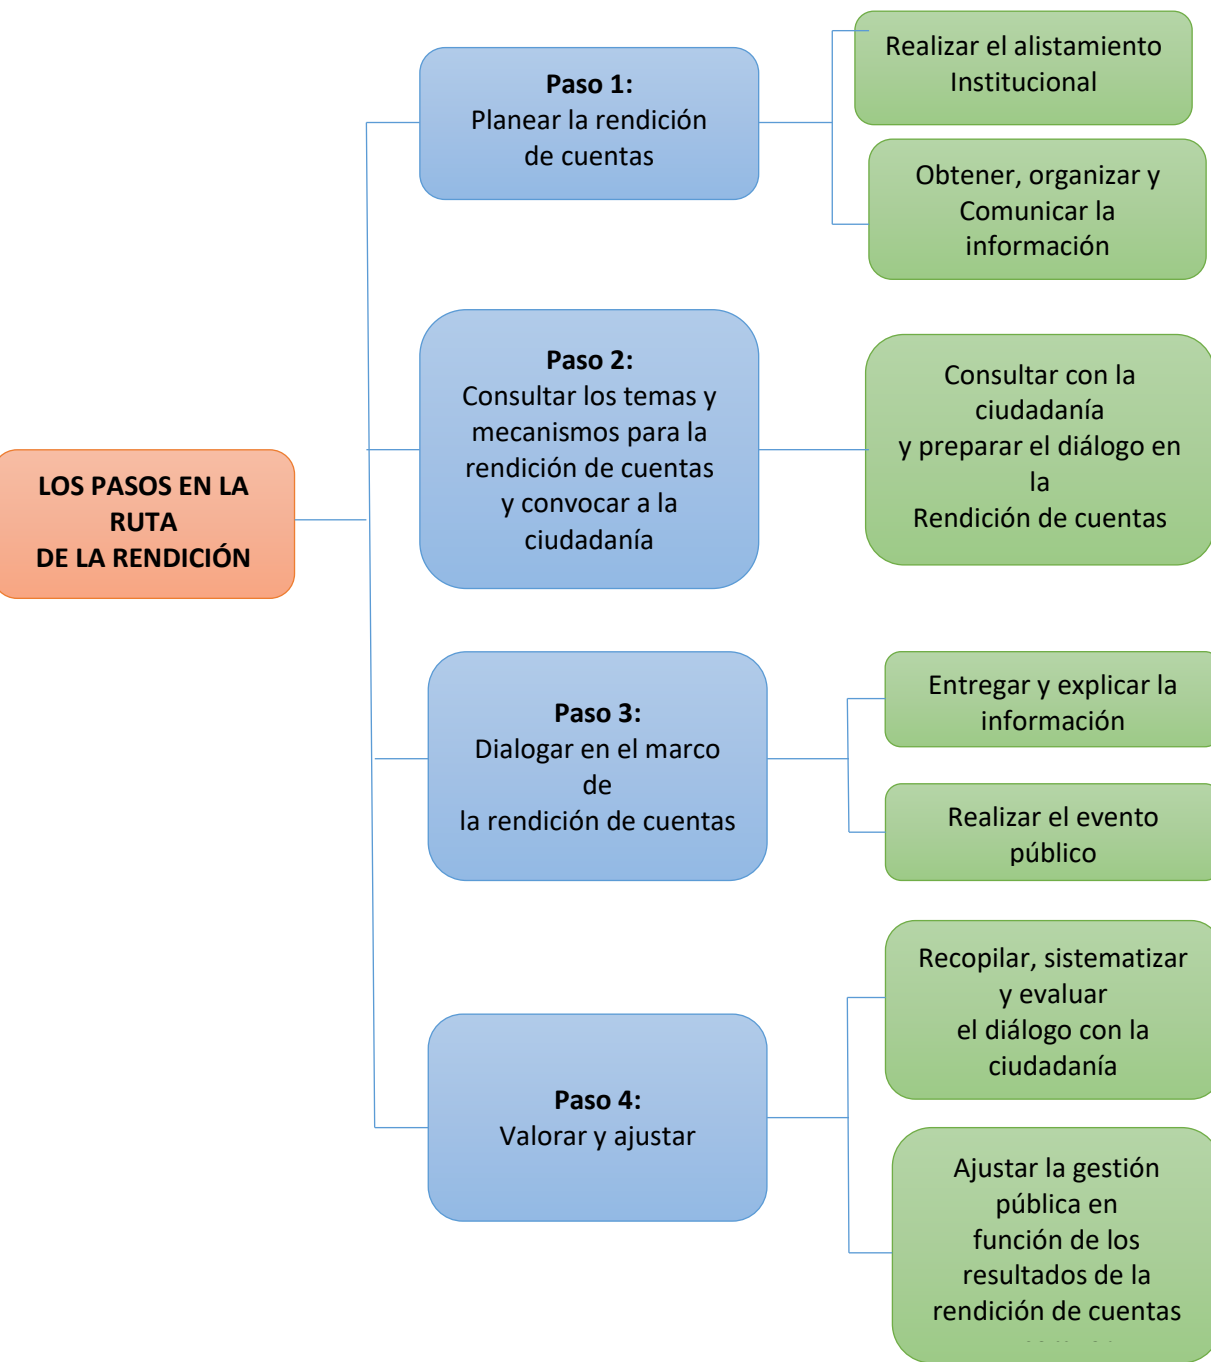 LOS PASOS EN LA
RUTA
DE LA RENDICIÓN
Paso 1:
Planear la rendición
de cuentas
Realizar el alistamiento
Institucional
Obtener, organizar y
Comunicar la
información
Paso 2:
Consultar los temas y
mecanismos para la
rendición de cuentas
y convocar a la
ciudadanía
Consultar con la
ciudadanía
y preparar el diálogo en
la
Rendición de cuentas
Paso 3:
Dialogar en el marco
de
la rendición de cuentas
Entregar y explicar la
información
Realizar el evento
público
Paso 4:
Valorar y ajustar
Recopilar, sistematizar
y evaluar
el diálogo con la
ciudadanía
Ajustar la gestión
pública en
función de los
resultados de la
rendición de cuentas